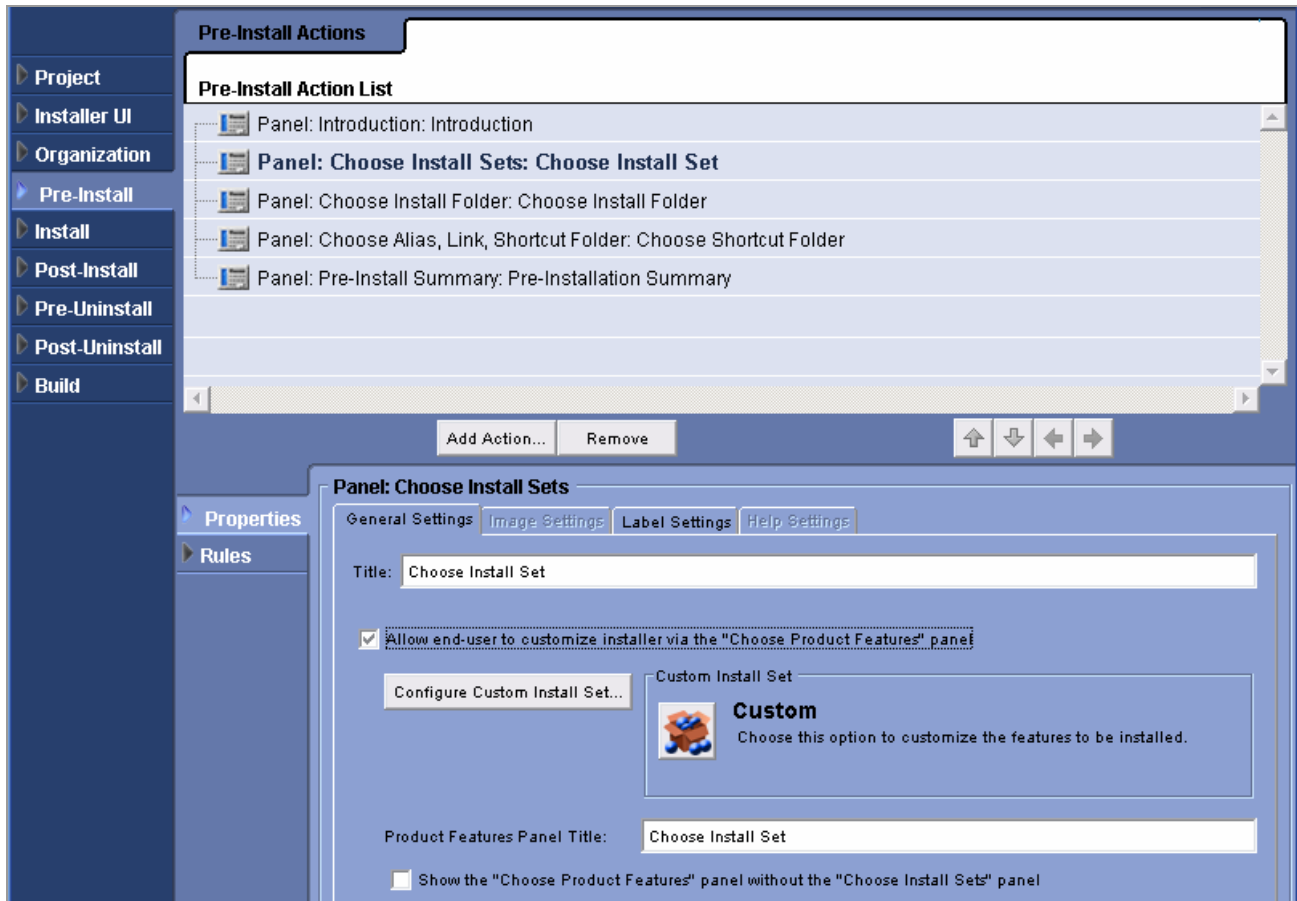 Pre-Install Actions
Project
Installer UI
Organization
Pre-Install
Install
Post-Install
Pre-Uninstall
Post-Uninstall
Build
Pre-Install Action List
Panel: Introduction: Introduction
Panel: Choose Install Sets: Choose Install Set
Panel: Choose Install Folder: Choose Install Folder
Panel: Choose Alias, Link, Shortcut Folder: Choose Shortcut Folder
Panel: Pre-Install Summary: Pre-Installation Summary
Add Action... Remove
Properties
Rules
Panel: Choose Install Sets
General Settings Image Settings Label Settings Help Settings
Title: Choose Install Set
Allow end-user to customize installer via the "Choose Product Features" panel
Configure Custom Install Set...
Custom Install Set
Custom
Choose this option to customize the features to be installed.
Product Features Panel Title: Choose Install Set
Show the "Choose Product Features" panel without the "Choose Install Sets" panel